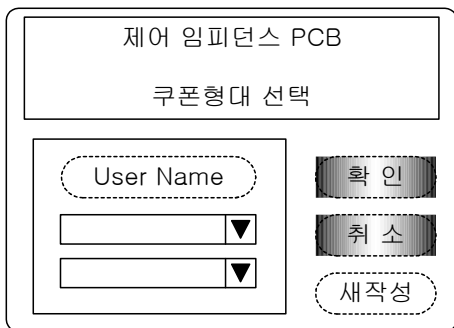 제어 임피던스 PCB
쿠폰형대 선택
User Name
확 인
취 소
새작성